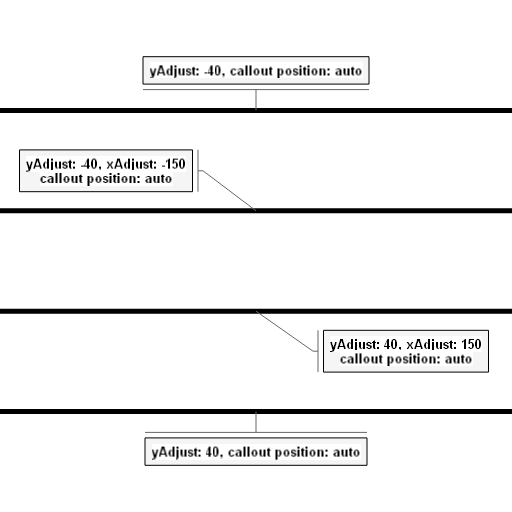 yAdjust: -40, callout position: auto
yAdjust: -40, xAdjust: -150
callout position: auto
yAdjust: 40, xAdjust: 150
callout position: auto
yAdjust: 40, callout position: auto